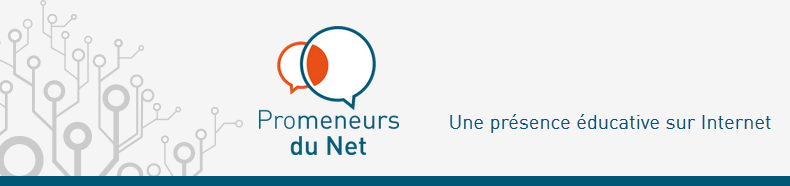 Promeneurs
du Net
Une présence éducative sur Internet